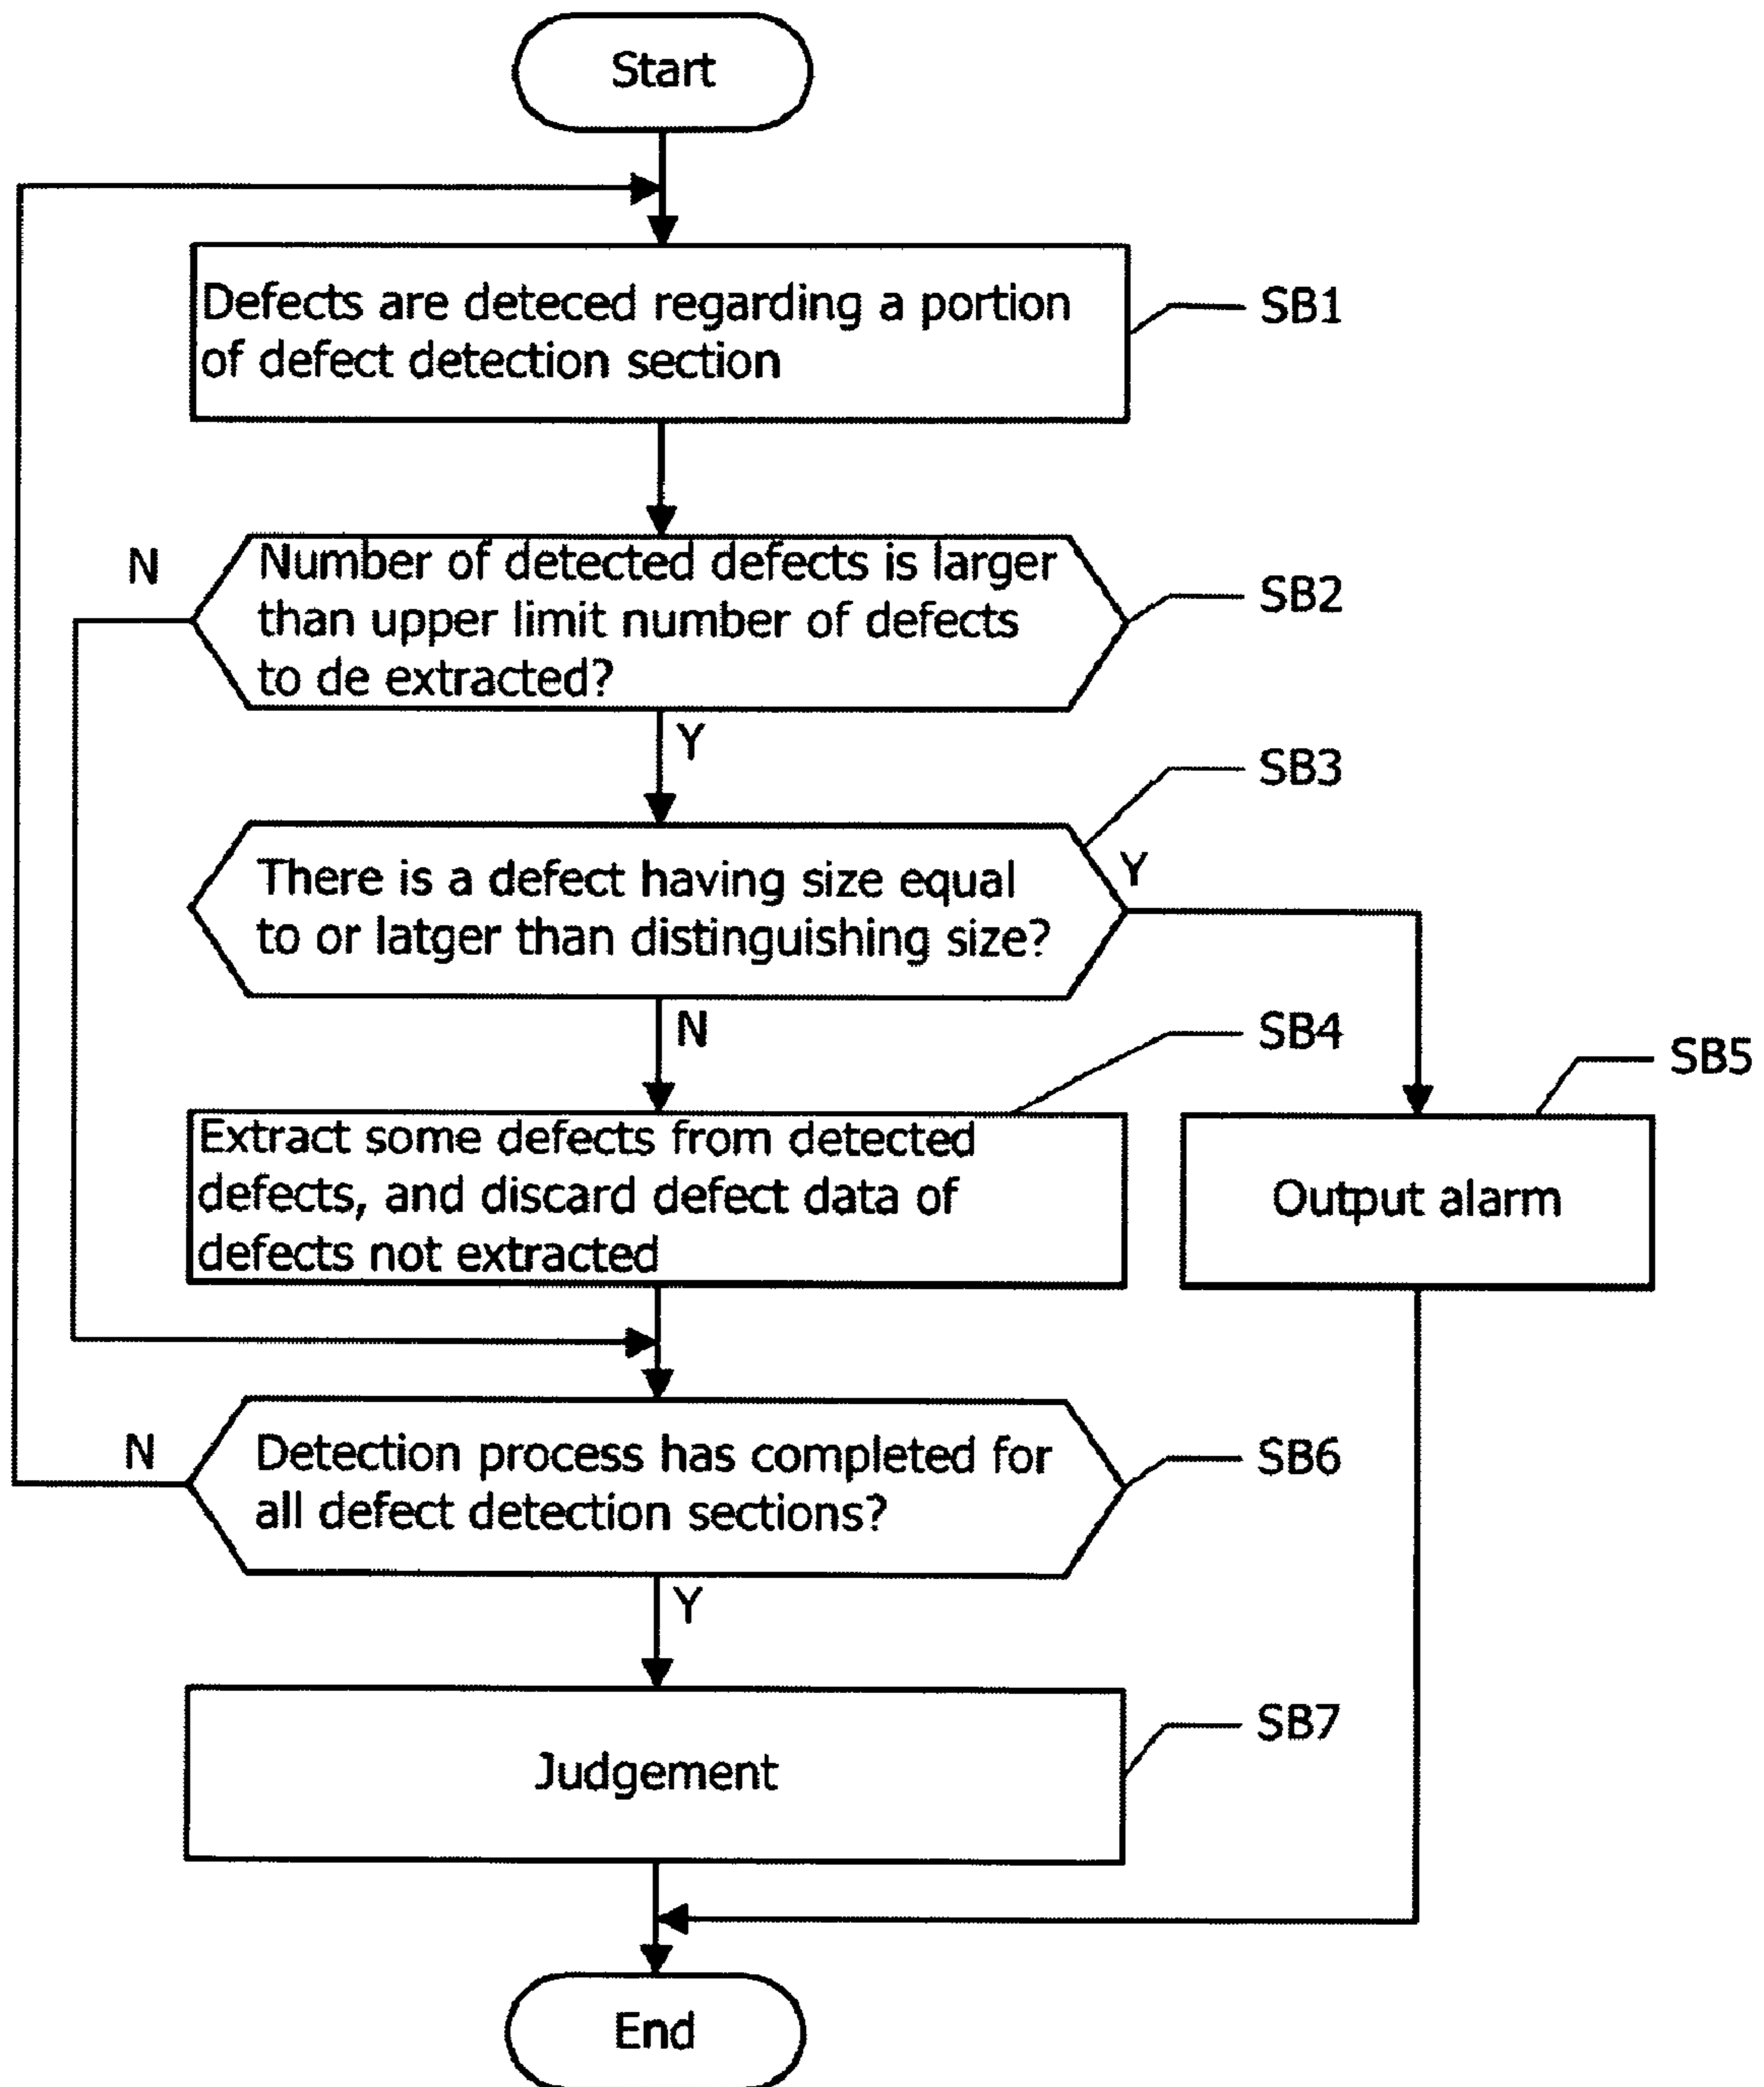 Start
Defects are deteced regarding a portion
of defect detection section
SB1
N
Number of detected defects is larger
than upper limit number of defects
to de extracted?
SB2
Y
SB3
There is a defect having size equal
to or latger than distinguishing size?
Y
N
SB4
SB5
Extract some defects from detected
defects, and discard defect data of
defects not extracted
Output alarm
N
Detection process has completed for
all defect detection sections?
SB6
Y
Judgement
SB7
End